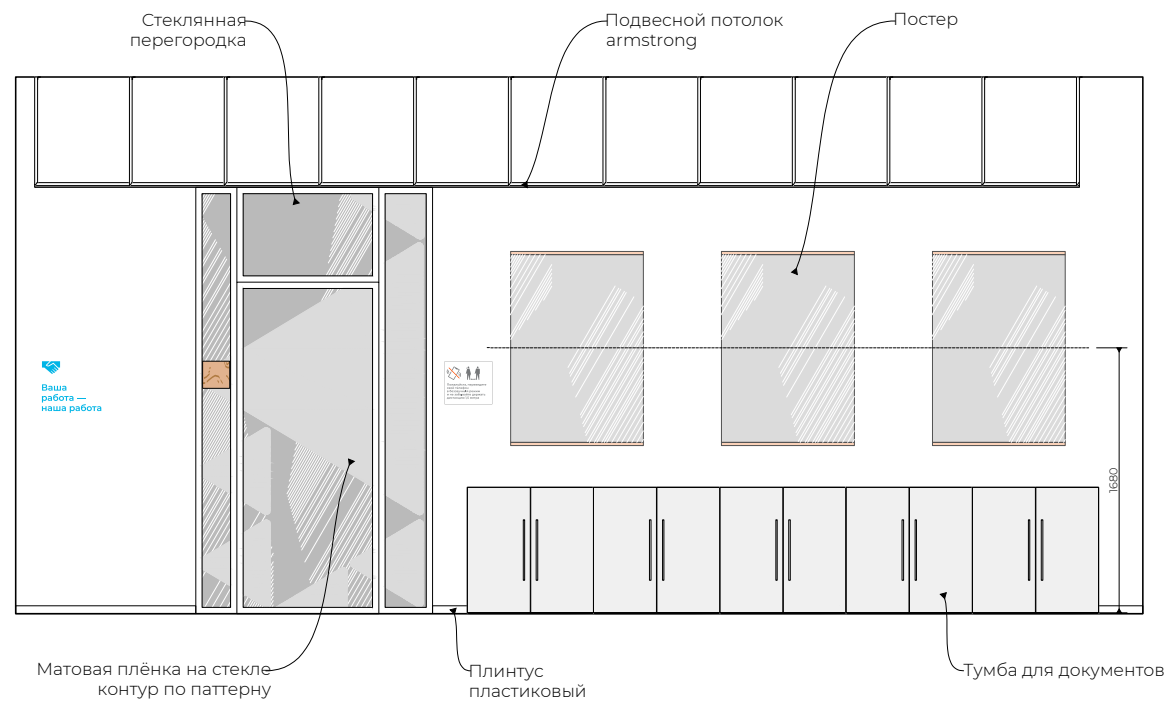 Стеклянная
перегородка
Подвесной потолок
armstrong
Постер
Ваша
работа —
наша работа
1680
Матовая плёнка на стекле
контур по паттерну
Плинтус
пластиковый
Тумба для документов